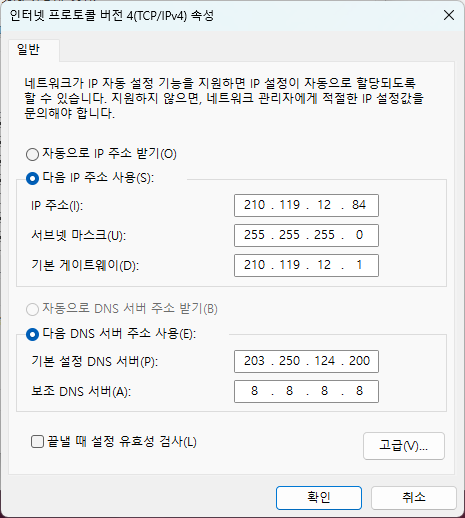 인터넷 프로토콜 버전 4(TCP/IPv4) 속성
일반
네트워크가 IP 자동 설정 기능을 지원하면 IP 설정이 자동으로 할당되도록
할 수 있습니다. 지원하지 않으면, 네트워크 관리자에게 적절한 IP 설정값을
문의해야 합니다.
자동으로 IP 주소 받기(O)
다음 IP 주소 사용(S):
IP 주소(I): 210 . 119 . 12 . 84
서브넷 마스크(U): 255 . 255 . 255 . 0
기본 게이트웨이(D): 210 . 119 . 12 . 1
자동으로 DNS 서버 주소 받기(B)
다음 DNS 서버 주소 사용(E):
기본 설정 DNS 서버(P): 203 . 250 . 124 . 200
보조 DNS 서버(A): 8 . 8 . 8 . 8
끝낼 때 설정 유효성 검사(L)
고급(V)...
확인 취소